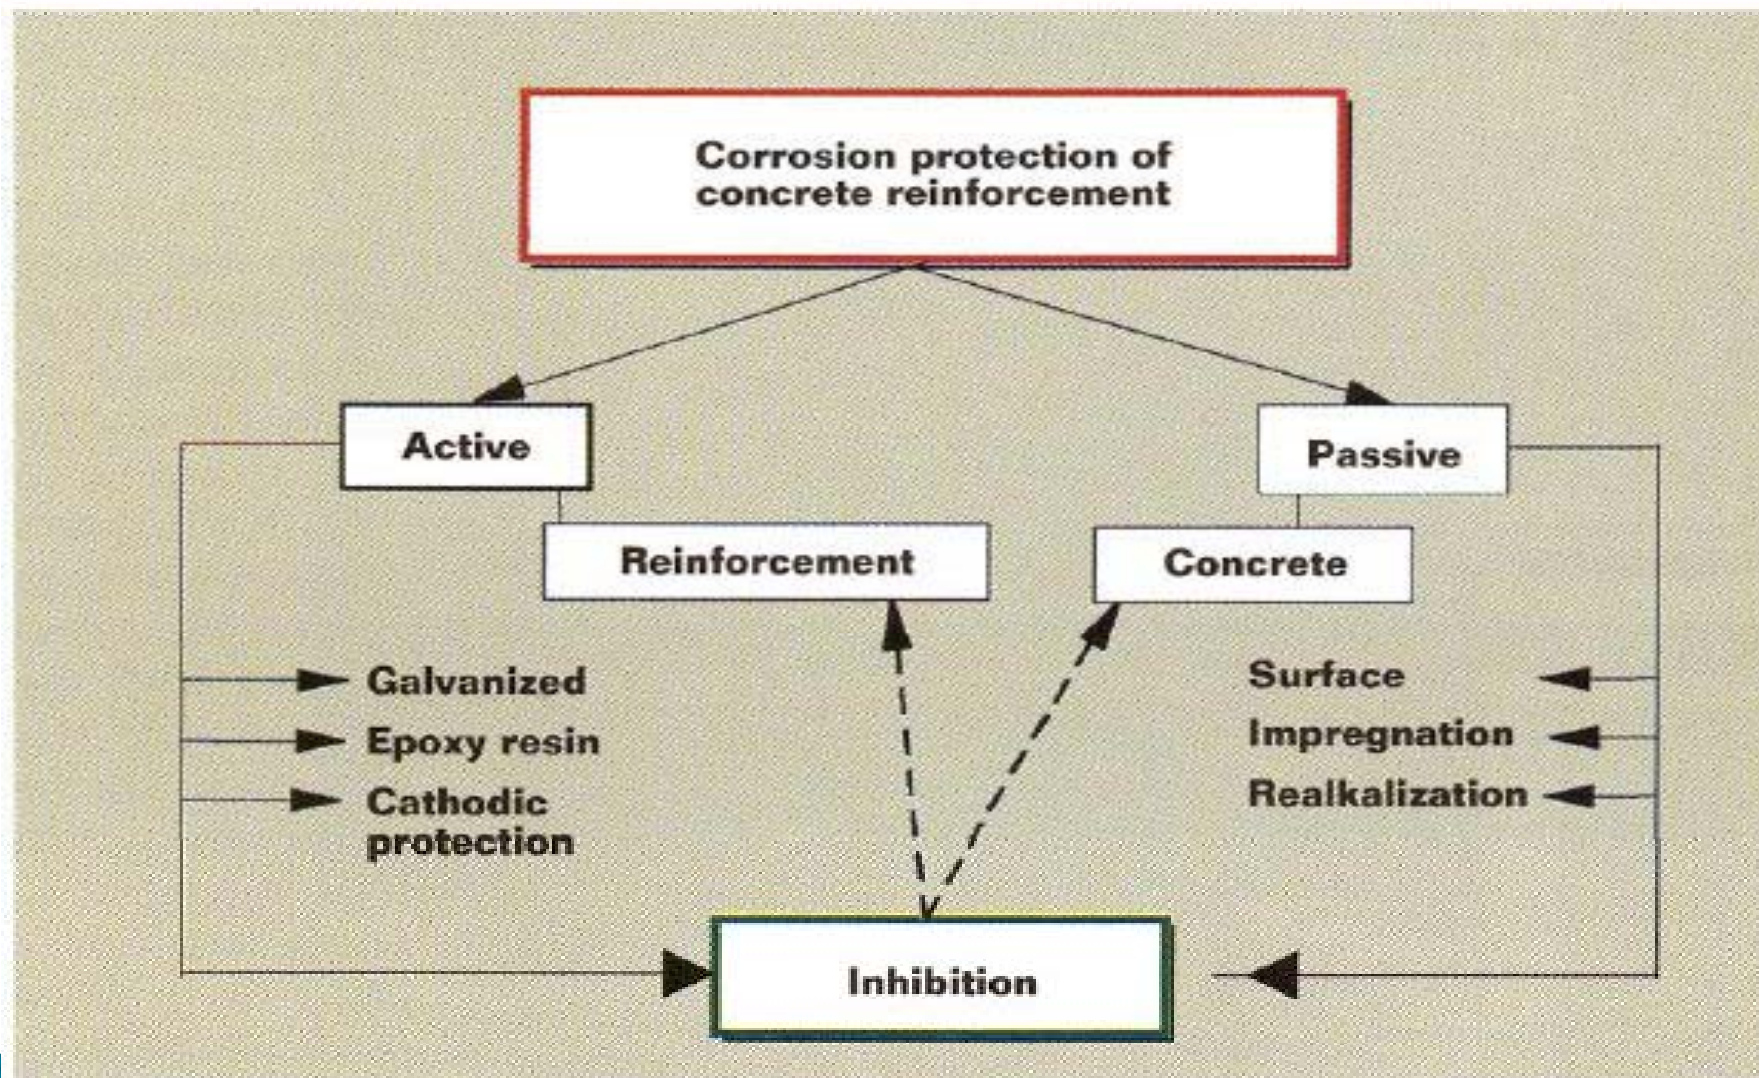 Corrosion protection of
concrete reinforcement
Active
Passive
Reinforcement
Concrete
Galvanized
Epoxy resin
Cathodic
protection
Surface
Impregnation
Realkalization
Inhibition